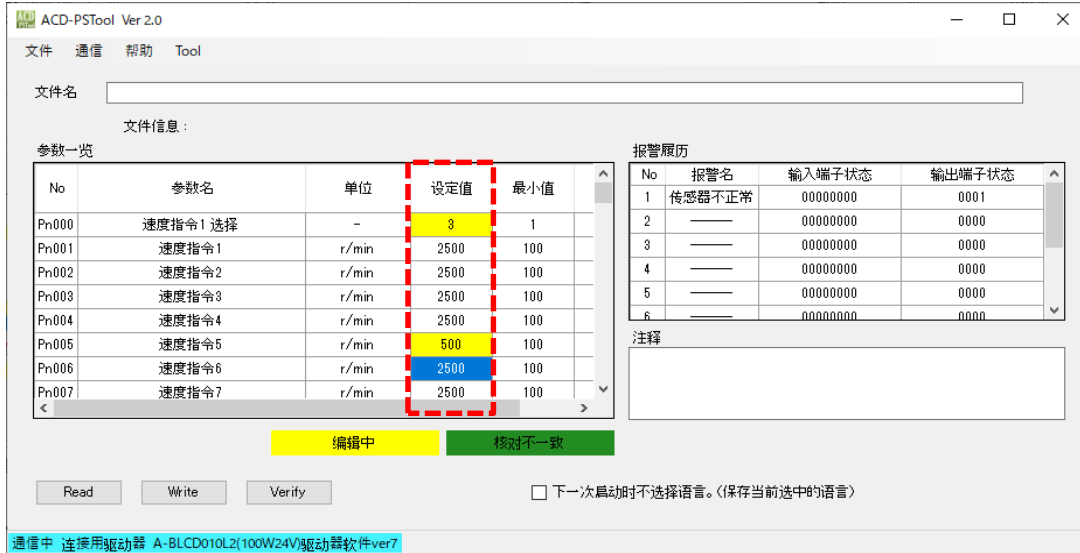 ACD-PSTool Ver 2.0
文件 通信 帮助 Tool
文件名
文件信息：
参数一览
No 参数名 单位 设定值 最小值
Pn000 速度指令1 选择 - 3 1
Pn001 速度指令1 r/min 2500 100
Pn002 速度指令2 r/min 2500 100
Pn003 速度指令3 r/min 2500 100
Pn004 速度指令4 r/min 2500 100
Pn005 速度指令5 r/min 500 100
Pn006 速度指令6 r/min 2500 100
Pn007 速度指令7 r/min 2500 100
报警履历
No 报警名 输入端子状态 输出端子状态
1 传感器不正常 00000000 0001
2 ——— 00000000 0000
3 ——— 00000000 0000
4 ——— 00000000 0000
5 ——— 00000000 0000
6 ——— 00000000 0000
注释
编辑中 核对不一致
Read Write Verify
下一次启动时不选择语言。(保存当前选中的语言)
通信中 连接用驱动器 A-BLCD010L2(100W24V)驱动器软件ver7